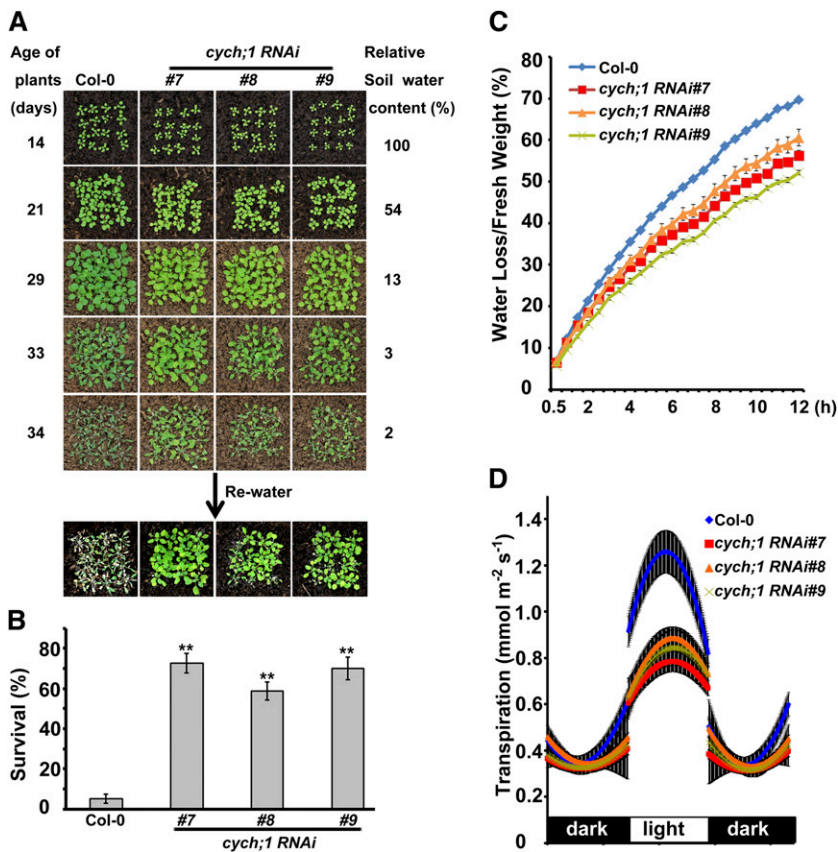 A
Age of plants (days)
Col-0
cych;1 RNAi
#7
#8
#9
Relative Soil water content (%)
14
100
21
54
29
13
33
3
34
2
Re-water
B
Survival (%)
80
60
40
20
0
**
**
**
Col-0
#7
#8
#9
cych;1 RNAi
C
Water Loss/Fresh Weight (%)
80
70
60
50
40
30
20
10
0
0.5
2
4
6
8
10
12 (h)
Col-0
cych;1 RNAi#7
cych;1 RNAi#8
cych;1 RNAi#9
D
Transpiration (mmol m⁻² s⁻¹)
1.4
1.2
1.0
0.8
0.6
0.4
0.2
0
Col-0
cych;1 RNAi#7
cych;1 RNAi#8
cych;1 RNAi#9
dark
light
dark